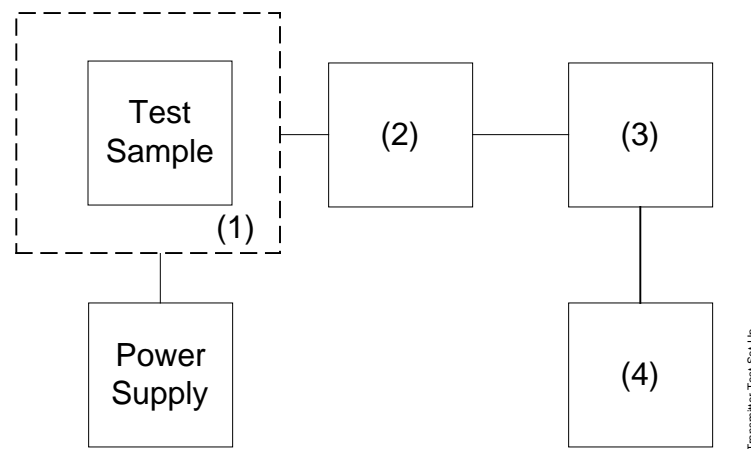 Test
Sample
(1)
(2)
(3)
Power
Supply
(4)
Transmitter Test Set-Up